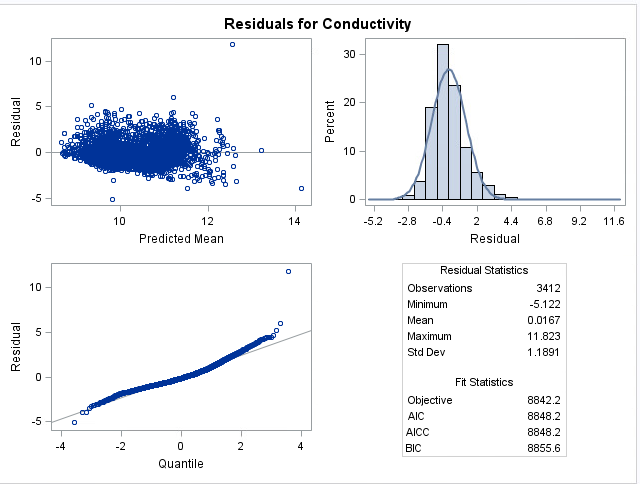 Residuals for Conductivity
10
5
0
-5
Residual
10 12 14
Predicted Mean
30
20
10
0
Percent
-5.2 -2.8 -0.4 2 4.4 6.8 9.2 11.6
Residual
10
5
0
-5
Residual
-4 -2 0 2 4
Quantile
Residual Statistics
Observations 3412
Minimum -5.122
Mean 0.0167
Maximum 11.823
Std Dev 1.1891
Fit Statistics
Objective 8842.2
AIC 8848.2
AICC 8848.2
BIC 8855.6